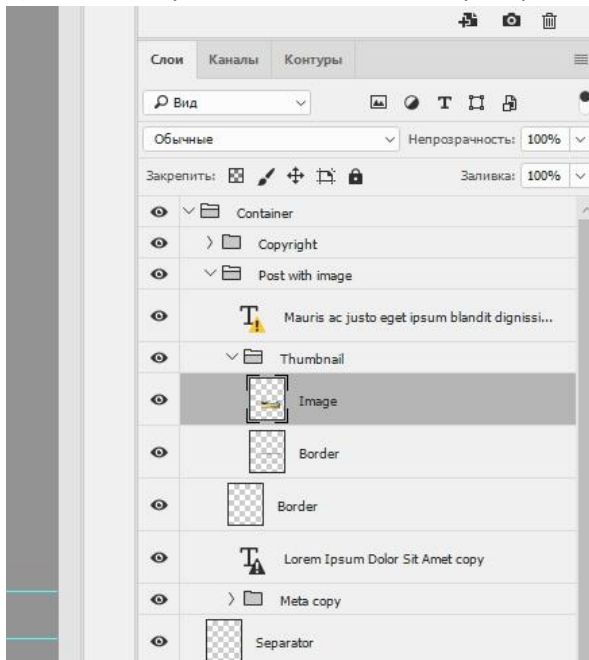 Слои Каналы Контуры
Вид
Обычные Непрозрачность: 100%
Закрепить: Заливка: 100%
Container
Copyright
Post with image
Mauris ac justo eget ipsum blandit dignissi...
Thumbnail
Image
Border
Border
Lorem Ipsum Dolor Sit Amet copy
Meta copy
Separator